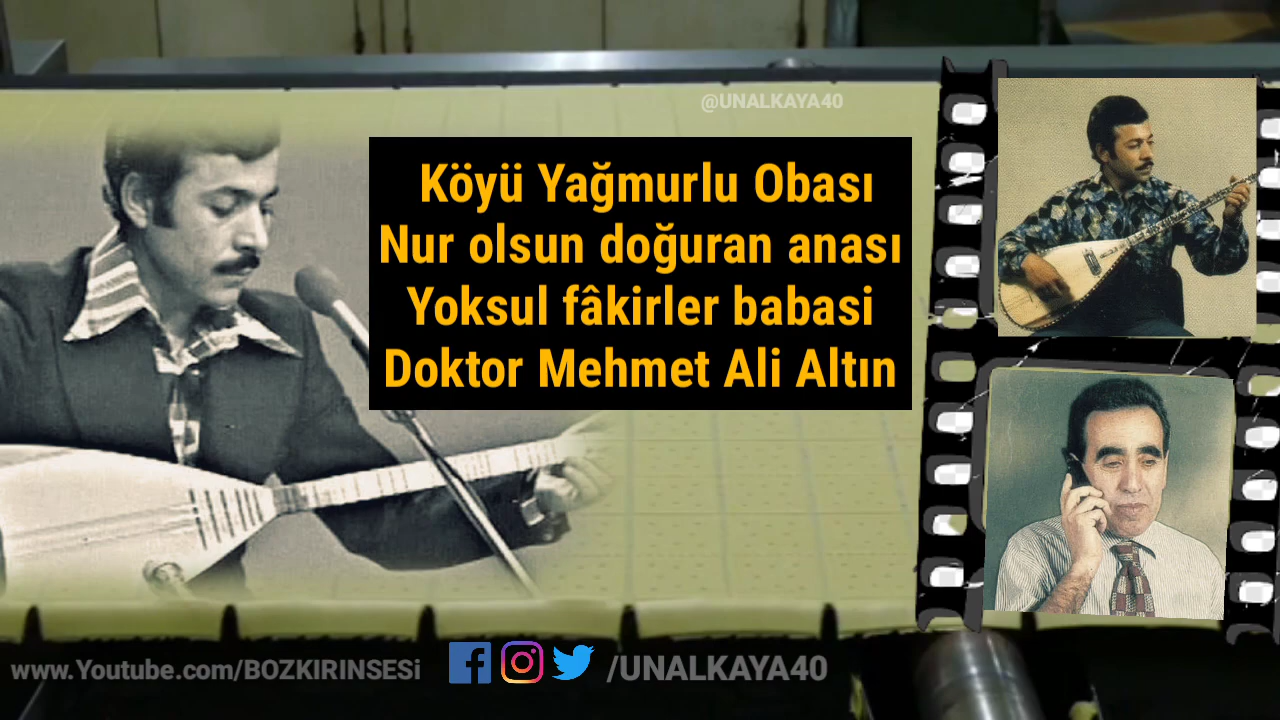 @UNALKAYA40
Köyü Yağmurlu Obası
Nur olsun doğuran anası
Yoksul fâkirler babasi
Doktor Mehmet Ali Altın
www.Youtube.com/BOZKIRINSESi
/UNALKAYA40